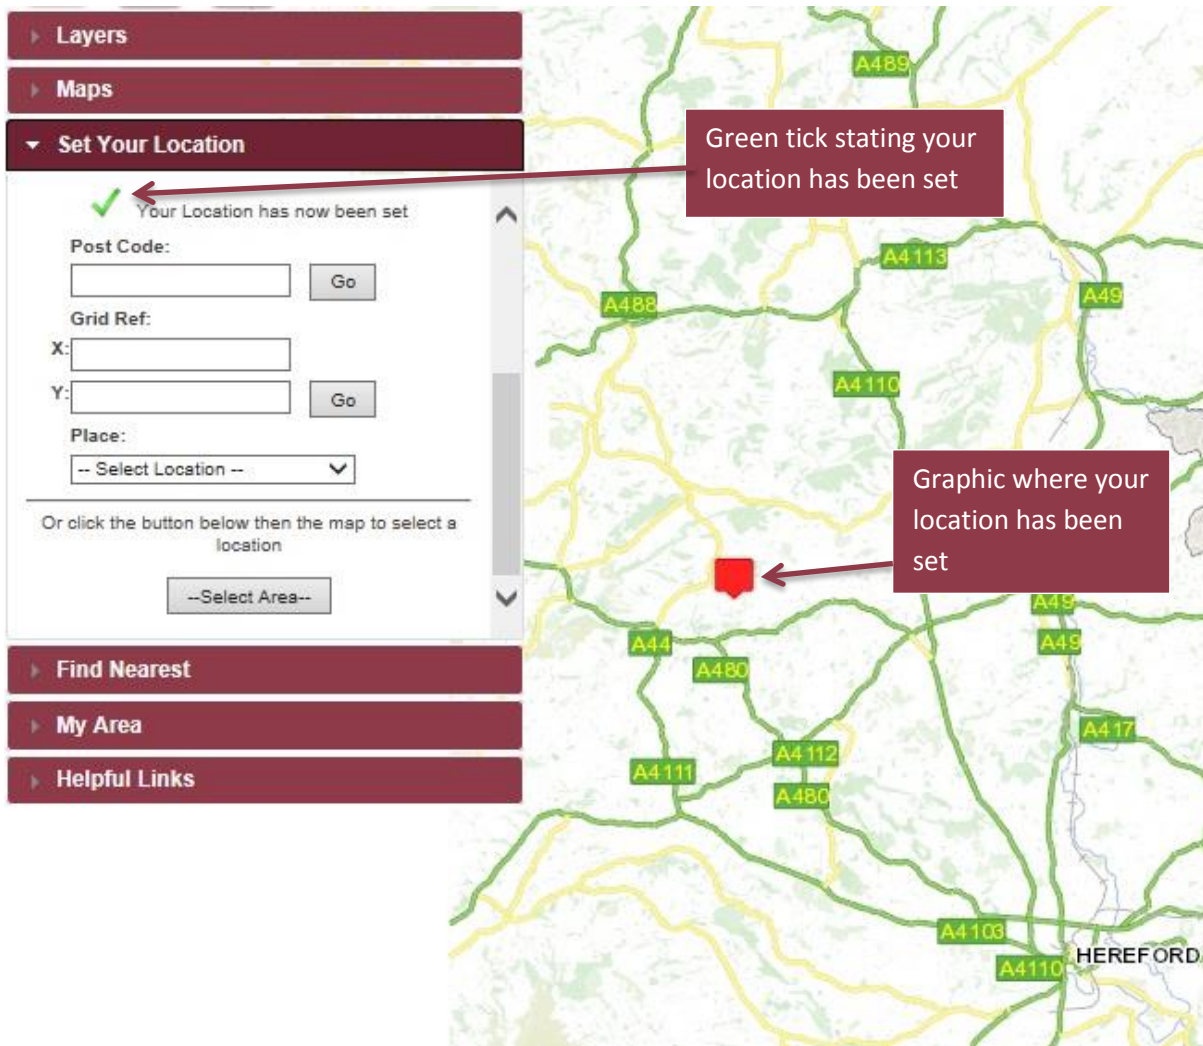 Layers
Maps
Set Your Location
Your Location has now been set
Post Code:
Go
Grid Ref:
X:
Y:
Go
Place:
-- Select Location --
Or click the button below then the map to select a
location
--Select Area--
Find Nearest
My Area
Helpful Links
Green tick stating your
location has been set
Graphic where your
location has been
set
A489
A4113
A49
A488
A4110
A49
A44
A49
A480
A417
A4112
A4111
A480
A4103
HEREFORD
A4110